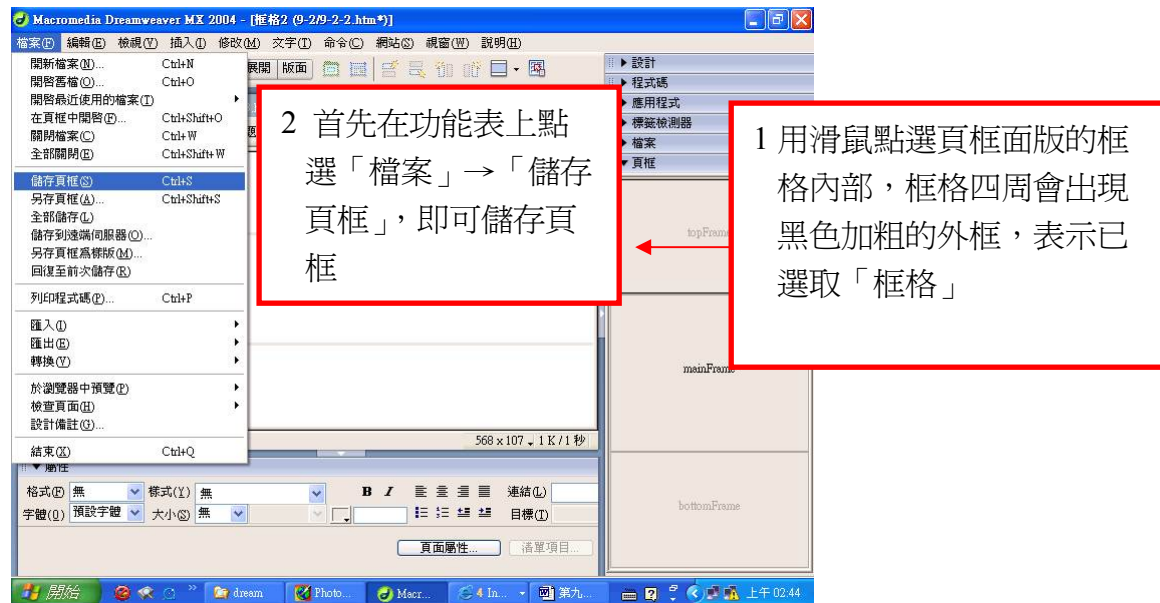 Macromedia Dreamweaver MX 2004 - [框格2 (9-2/9-2-2.htm*)]
檔案(F) 編輯(E) 檢視(V) 插入(I) 修改(M) 文字(T) 命令(C) 網站(S) 視窗(W) 說明(H)
開新檔案(N)... Ctrl+N
開啟舊檔(O)... Ctrl+O
開啟最近使用的檔案(T)
在頁框中開啟(F)... Ctrl+Shift+O
關閉檔案(C) Ctrl+W
全部關閉(E) Ctrl+Shift+W
儲存頁框(S) Ctrl+S
另存頁框(A)... Ctrl+Shift+S
全部儲存(L)
儲存到遠端伺服器(O)...
另存頁框為樣版(M)...
回復至前次儲存(R)
列印程式碼(P)... Ctrl+P
匯入(I)
匯出(E)
轉換(V)
於瀏覽器中預覽(P)
檢查頁面(H)
設計備註(G)...
結束(X) Ctrl+Q
展開 版面
2 首先在功能表上點
選「檔案」→「儲存
頁框」，即可儲存頁
框
設計
程式碼
應用程式
標籤檢測器
檔案
頁框
1 用滑鼠點選頁框面版的框
格內部，框格四周會出現
黑色加粗的外框，表示已
選取「框格」
topFrame
mainFrame
bottomFrame
568 x 107 1 K / 1 秒
屬性
格式(F) 無 樣式(Y) 無 B I 連結(L)
字體(O) 預設字體 大小(S) 無 目標(T)
頁面屬性... 清單項目...
開始 dream Photo... Macr... 4 In... 第九... 上午 02:44